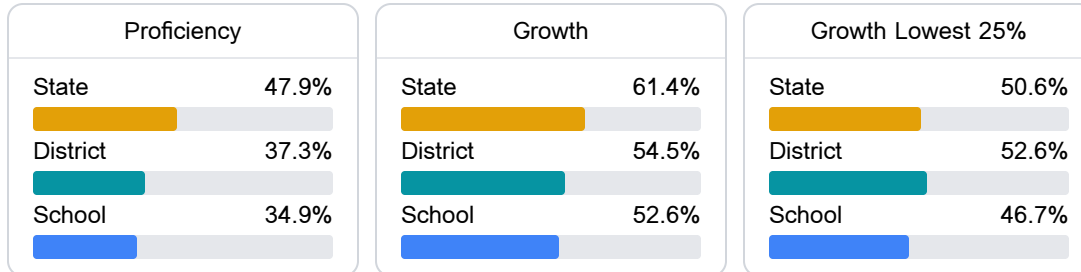 Proficiency
State 47.9%
District 37.3%
School 34.9%
Growth
State 61.4%
District 54.5%
School 52.6%
Growth Lowest 25%
State 50.6%
District 52.6%
School 46.7%